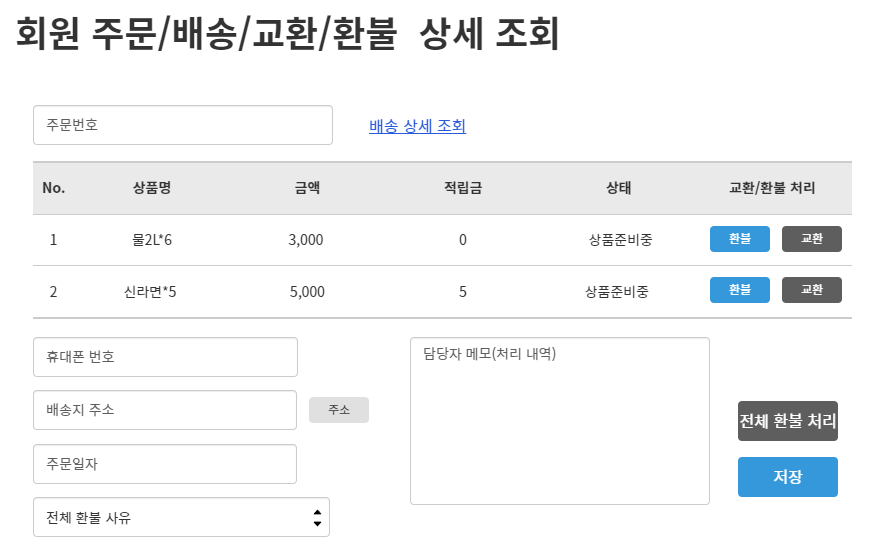 회원 주문/배송/교환/환불 상세 조회
주문번호 배송 상세 조회
No. 상품명 금액 적립금 상태 교환/환불 처리
1 물2L*6 3,000 0 상품준비중 환불 교환
2 신라면*5 5,000 5 상품준비중 환불 교환
휴대폰 번호
배송지 주소 주소
주문일자
전체 환불 사유
담당자 메모(처리 내역)
전체 환불 처리
저장